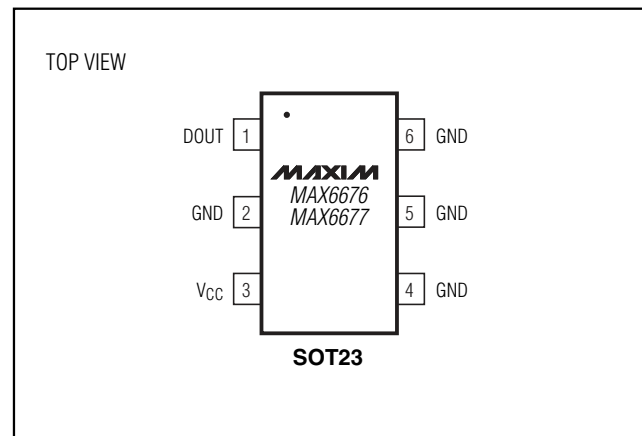 TOP VIEW
DOUT 1
6 GND
MAXIM
MAX6676
MAX6677
GND 2
5 GND
VCC 3
4 GND
SOT23